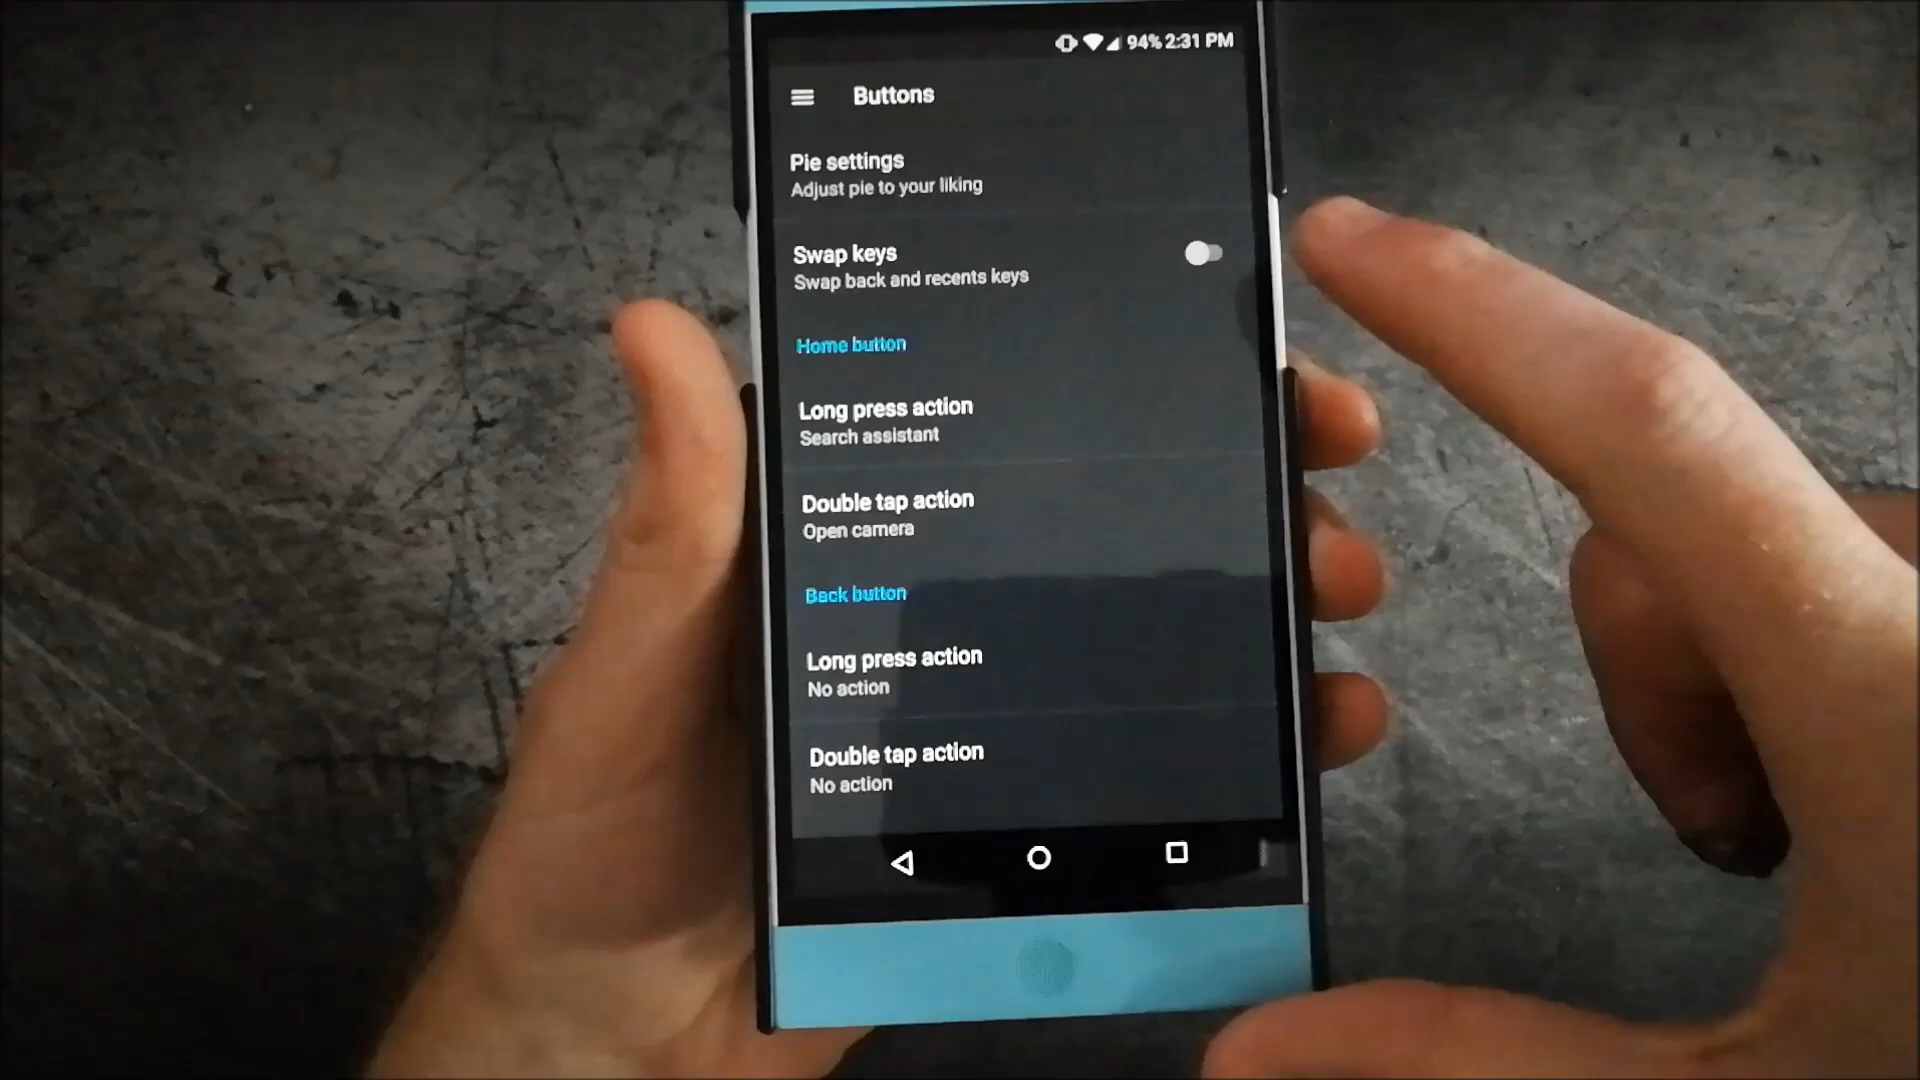 94% 2:31 PM
Buttons
Pie settings
Adjust pie to your liking
Swap keys
Swap back and recents keys
Home button
Long press action
Search assistant
Double tap action
Open camera
Back button
Long press action
No action
Double tap action
No action